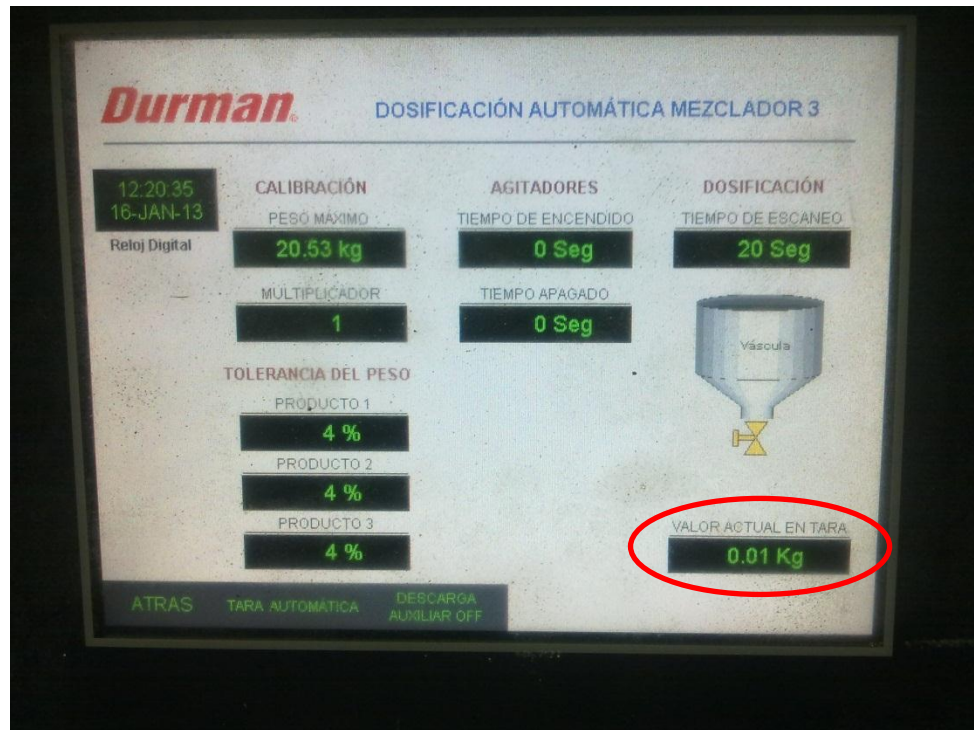 Durman
DOSIFICACIÓN AUTOMÁTICA MEZCLADOR 3
12:20:35
16-JAN-13
Reloj Digital
CALIBRACIÓN
PESO MÁXIMO
20.53 kg
MULTIPLICADOR
1
TOLERANCIA DEL PESO
PRODUCTO 1
4 %
PRODUCTO 2
4 %
PRODUCTO 3
4 %
AGITADORES
TIEMPO DE ENCENDIDO
0 Seg
TIEMPO APAGADO
0 Seg
DOSIFICACIÓN
TIEMPO DE ESCANEO
20 Seg
Váscula
VALOR ACTUAL EN TARA
0.01 Kg
ATRAS
TARA AUTOMÁTICA
DESCARGA
AUXILIAR OFF